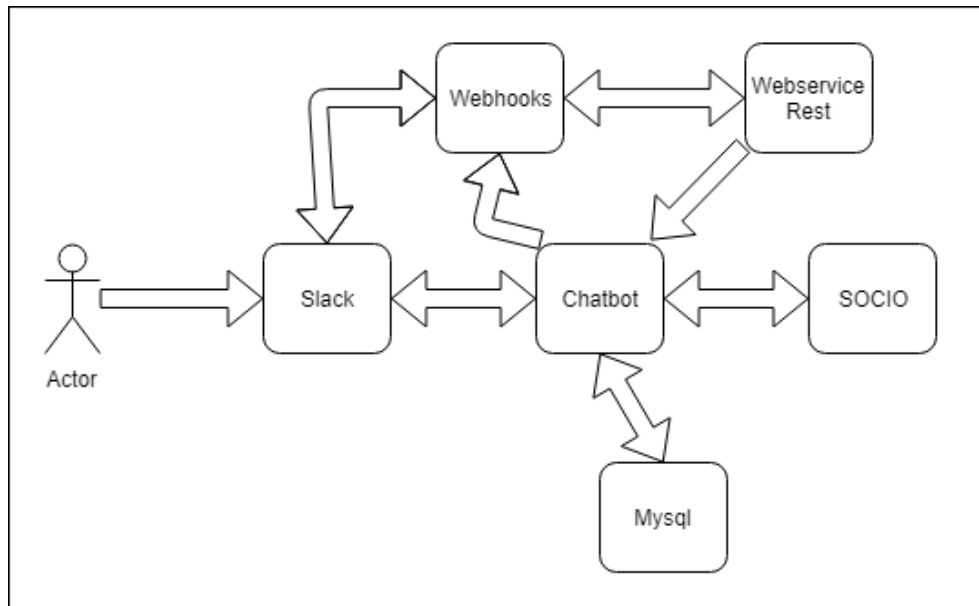 Webhooks
Webservice
Rest
Slack
Chatbot
SOCIO
Actor
Mysql